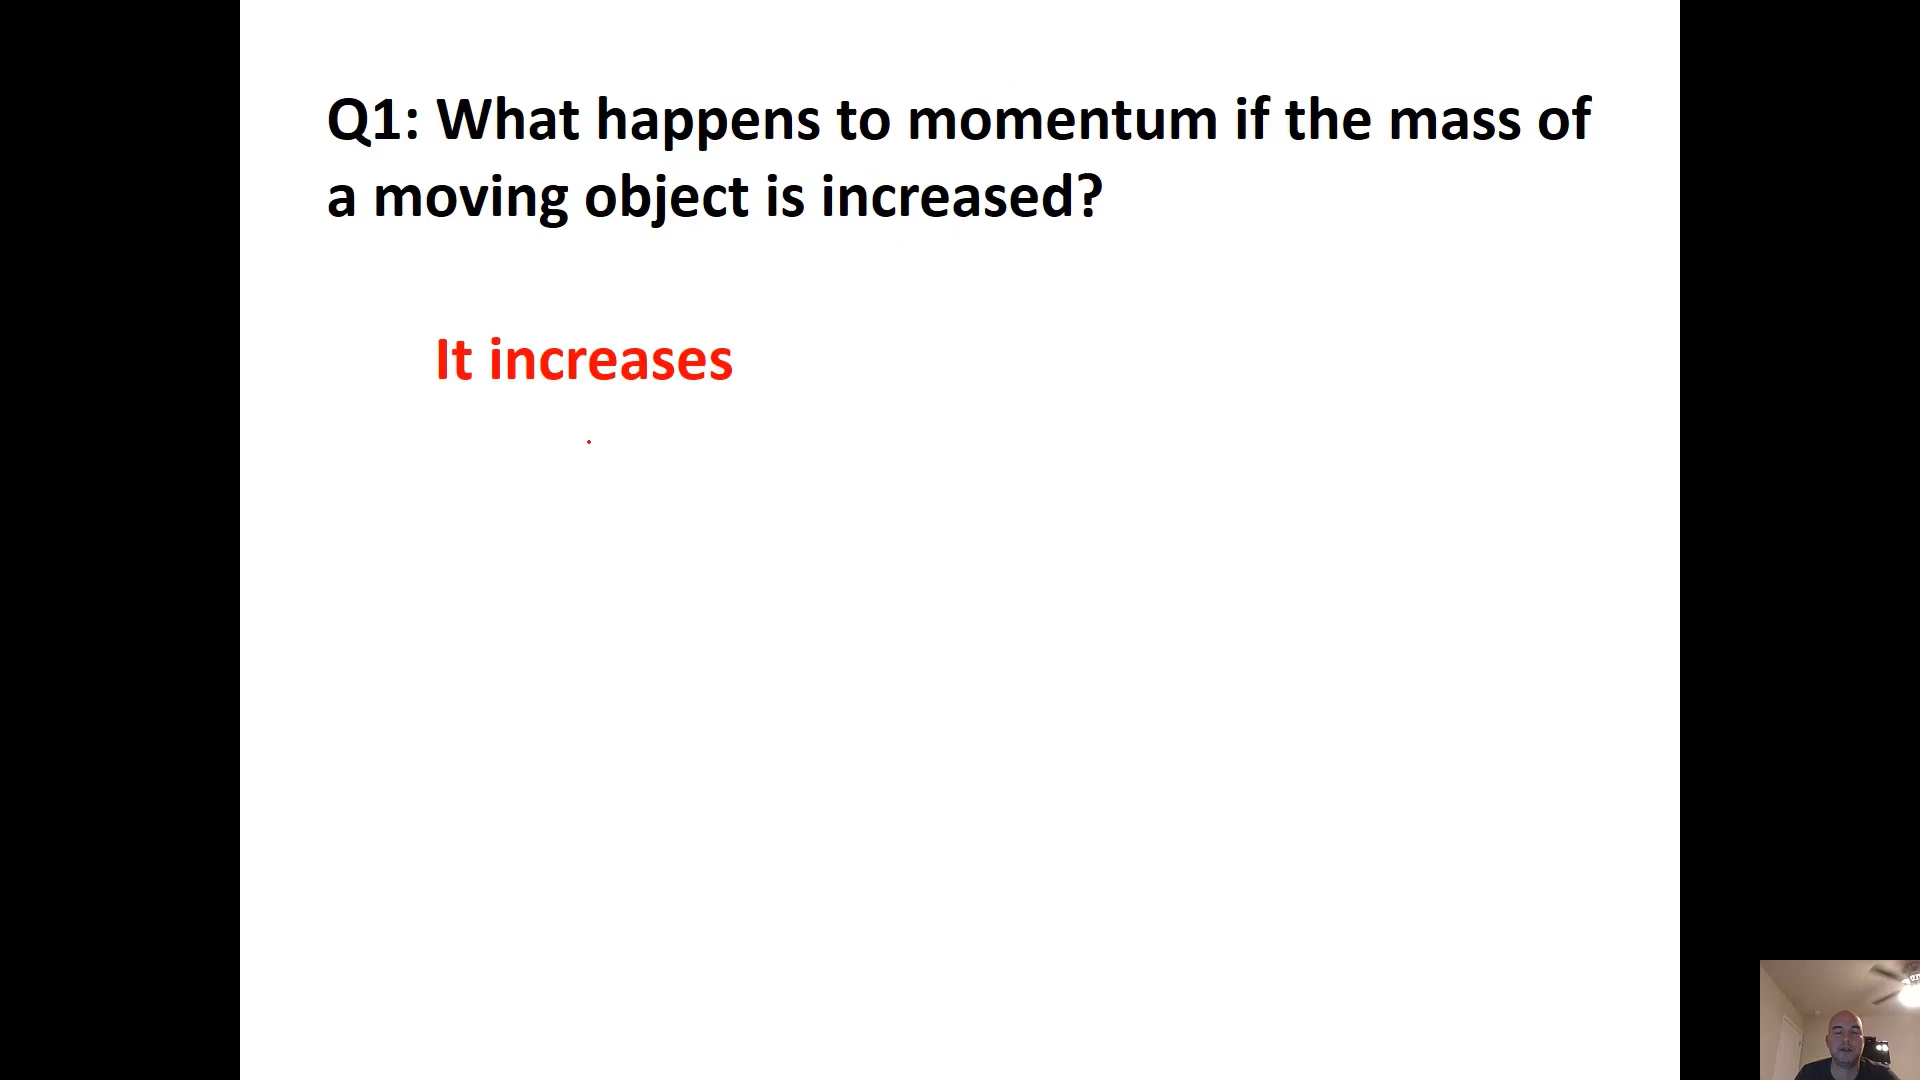 Q1: What happens to momentum if the mass of
a moving object is increased?
It increases